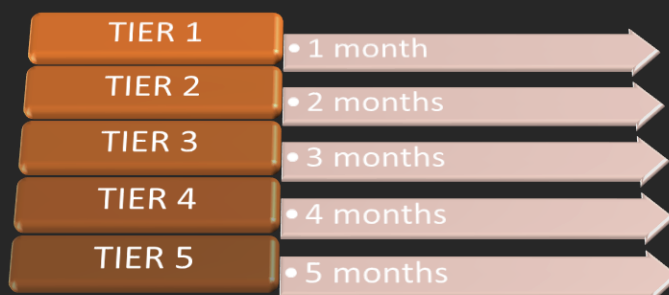 TIER 1
• 1 month
TIER 2
• 2 months
TIER 3
• 3 months
TIER 4
• 4 months
TIER 5
• 5 months